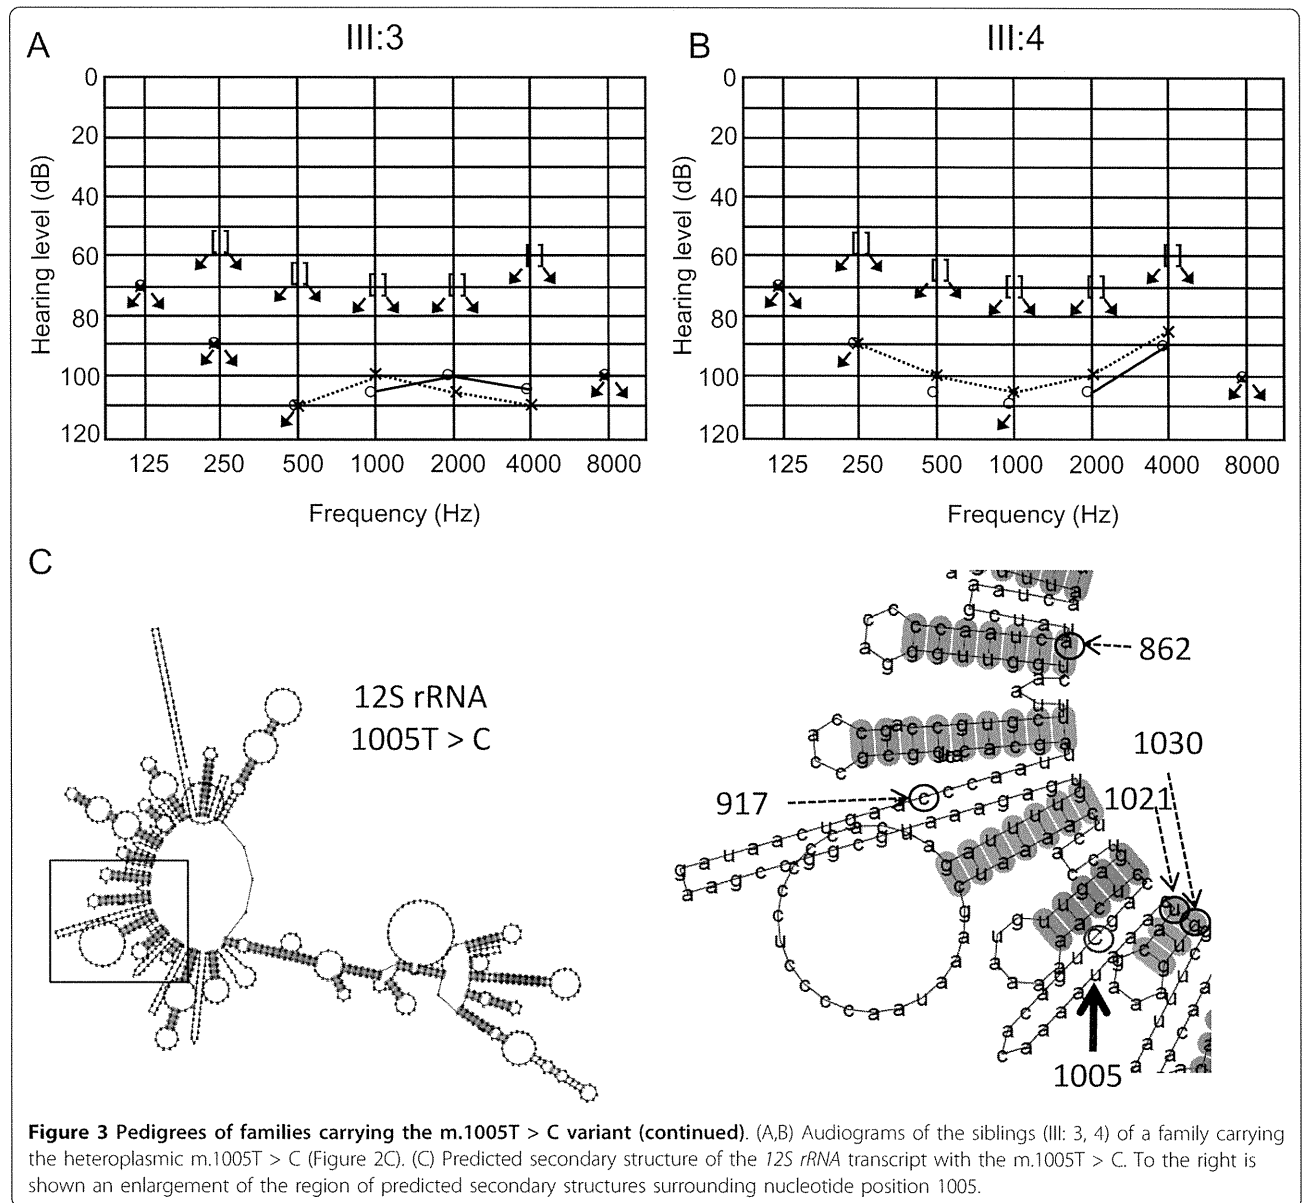 A
III:3
B
III:4
0
20
40
60
80
100
120
Hearing level (dB)
125 250 500 1000 2000 4000 8000
Frequency (Hz)
0
20
40
60
80
100
120
Hearing level (dB)
125 250 500 1000 2000 4000 8000
Frequency (Hz)
C
12S rRNA
1005T > C
862
1030
1021
917
1005
Figure 3 Pedigrees of families carrying the m.1005T > C variant (continued). (A,B) Audiograms of the siblings (III: 3, 4) of a family carrying
the heteroplasmic m.1005T > C (Figure 2C). (C) Predicted secondary structure of the 12S rRNA transcript with the m.1005T > C. To the right is
shown an enlargement of the region of predicted secondary structures surrounding nucleotide position 1005.